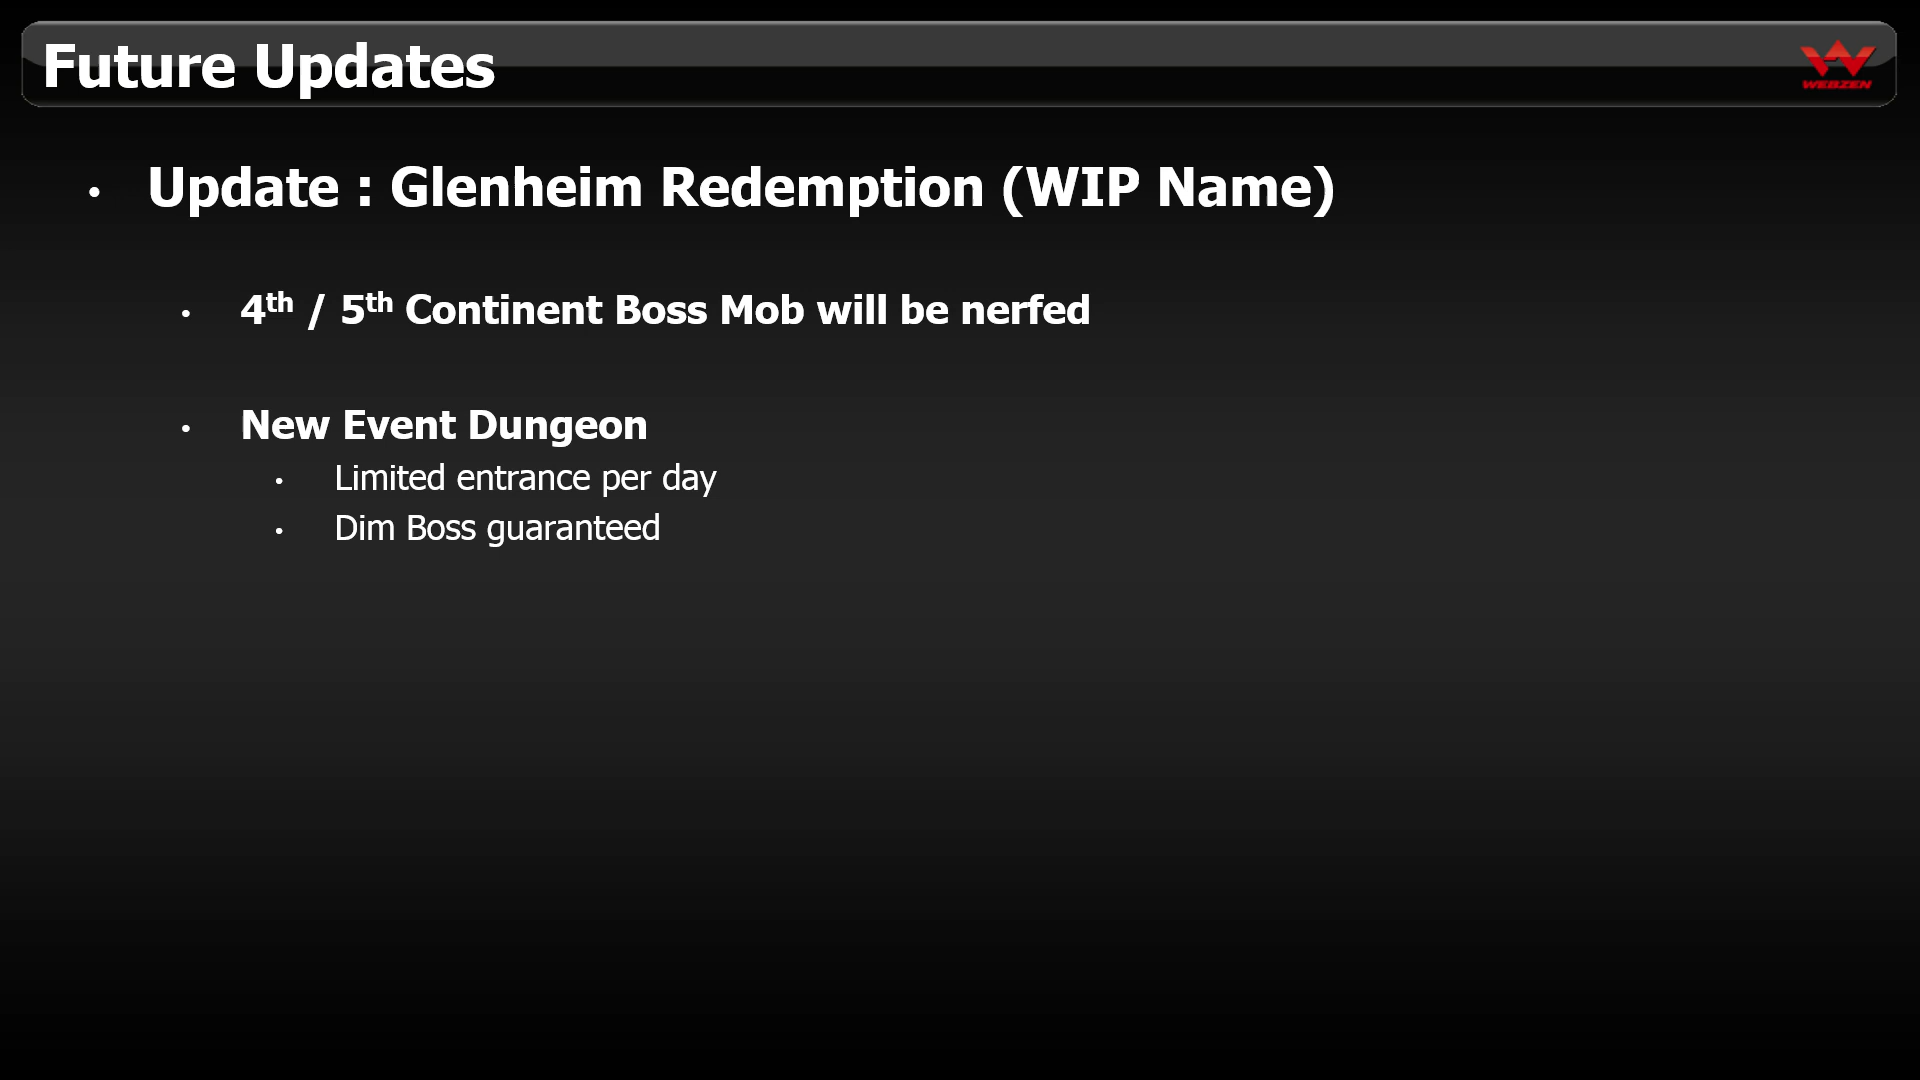 Future Updates
WEBZEN
• Update : Glenheim Redemption (WIP Name)
• 4th / 5th Continent Boss Mob will be nerfed
• New Event Dungeon
• Limited entrance per day
• Dim Boss guaranteed